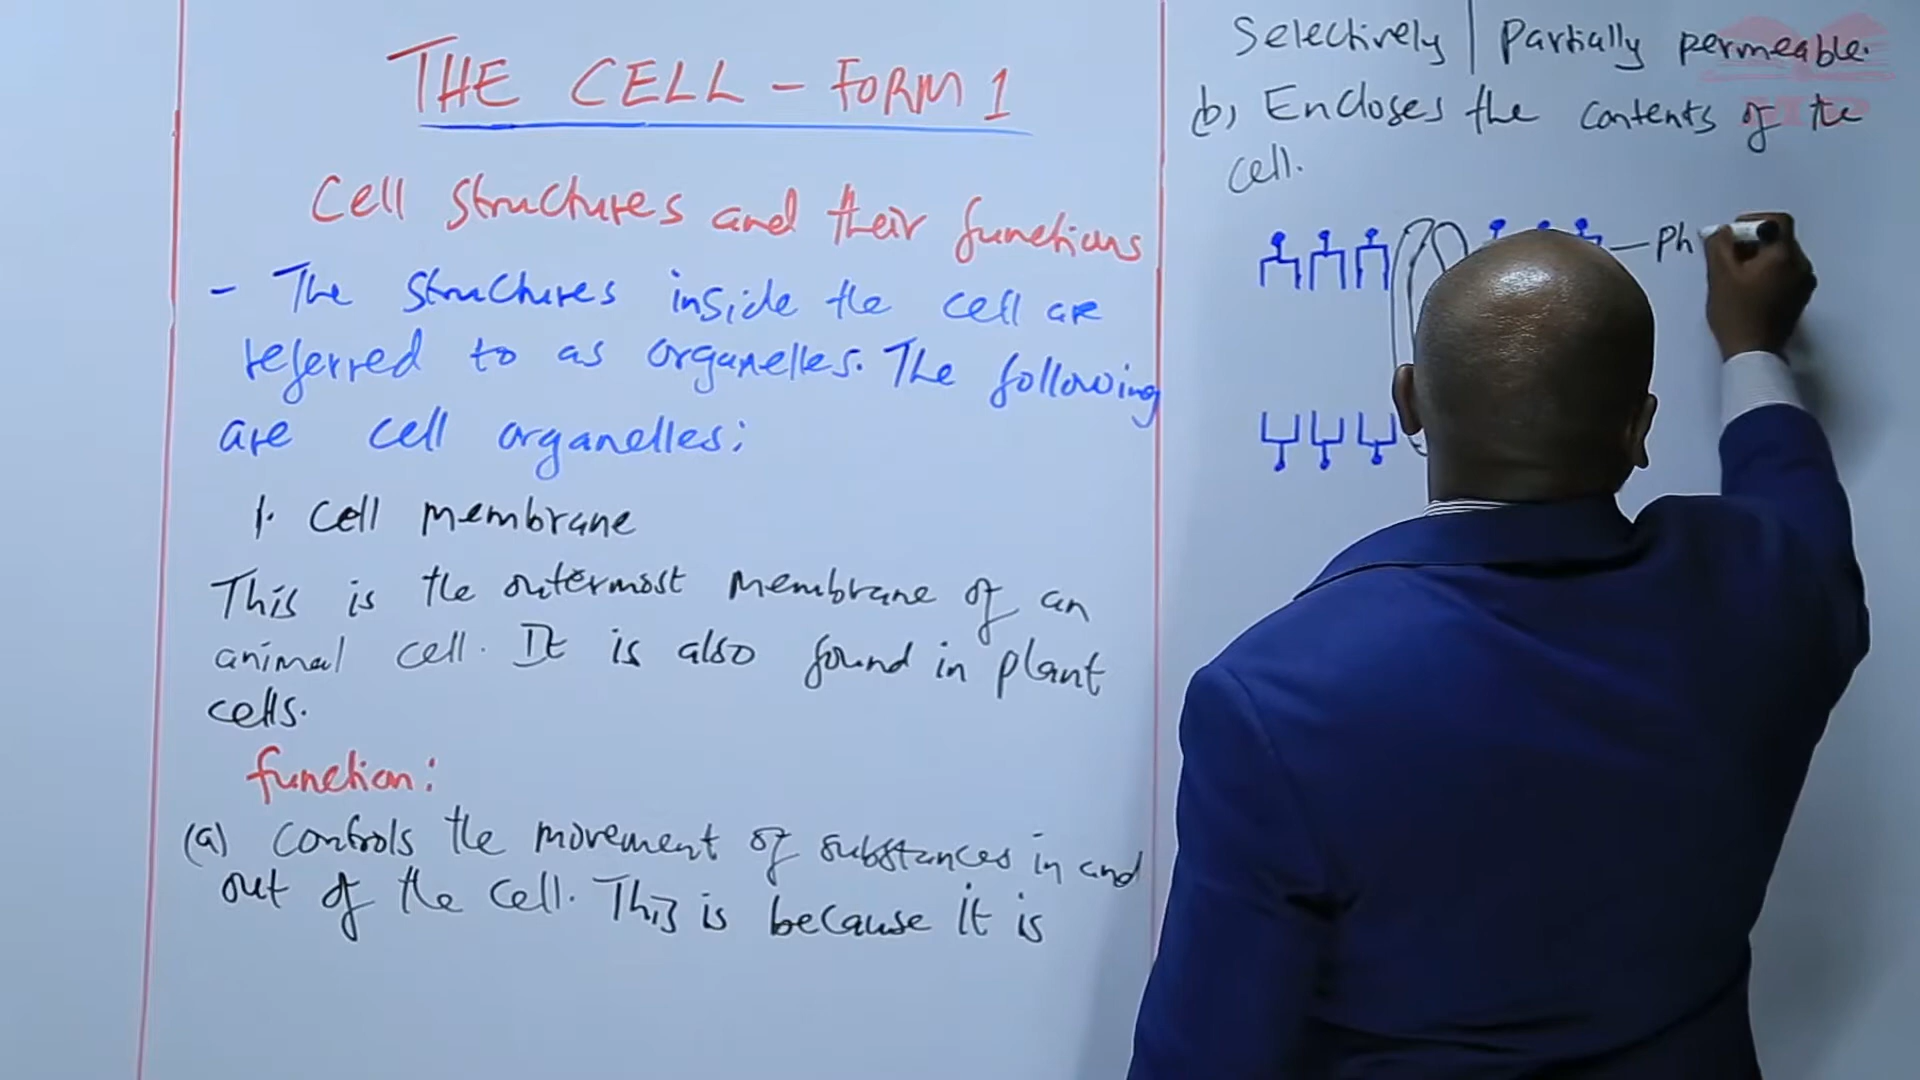 THE CELL - FORM 1
Cell structures and their functions
- The structures inside the cell are
referred to as organelles. The following
are cell organelles:
1. Cell membrane
This is the outermost membrane of an
animal cell. It is also found in plant
cells.
function:
(a) Controls the movement of substances in and
out of the cell. This is because it is
Selectively | Partially permeable.
(b) Encloses the contents of the
cell.
Ph